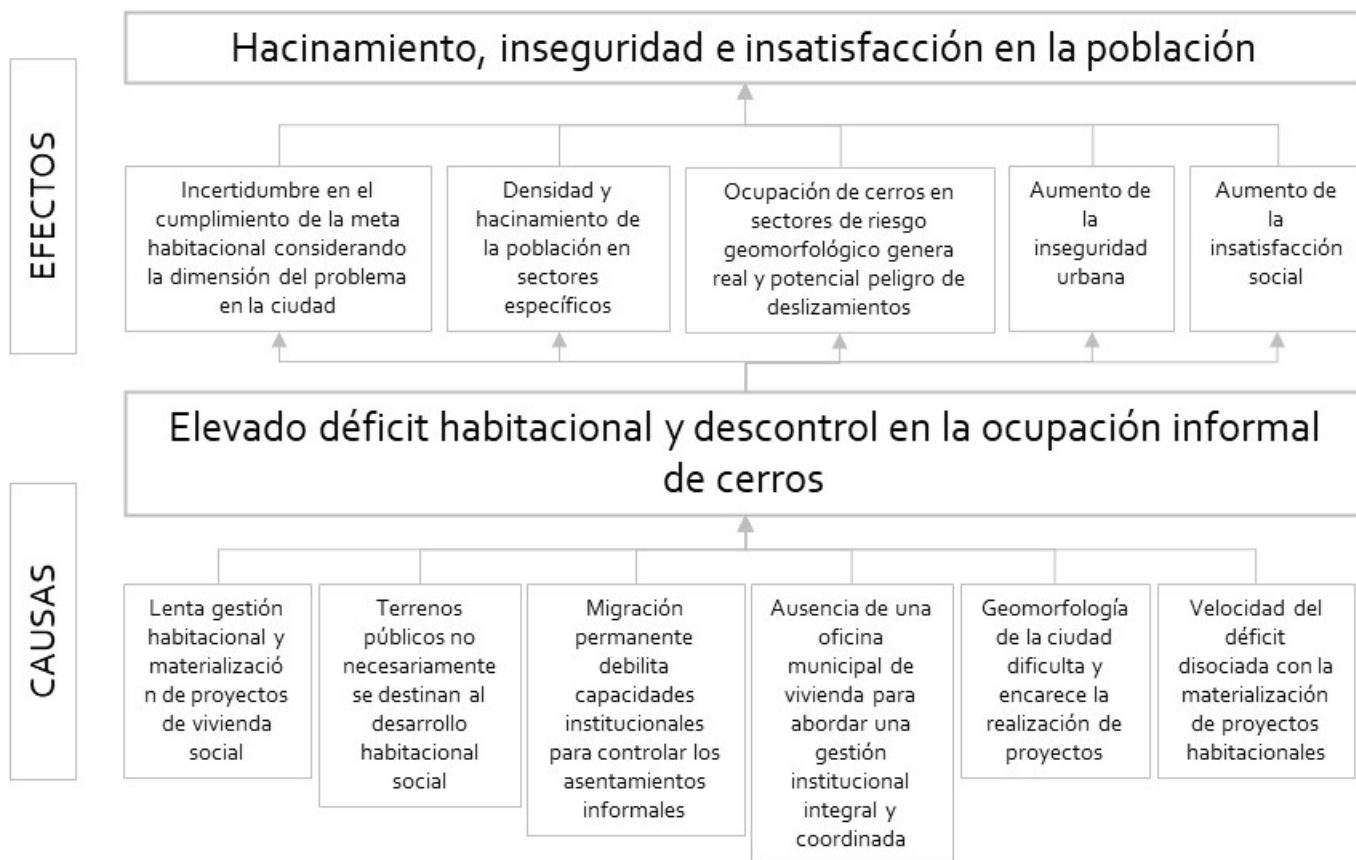 EFECTOS
Hacinamiento, inseguridad e insatisfacción en la población
Incertidumbre en el
cumplimiento de la meta
habitacional considerando
la dimensión del problema
en la ciudad
Densidad y
hacinamiento de
la población en
sectores
específicos
Ocupación de cerros en
sectores de riesgo
geomorfológico genera
real y potencial peligro de
deslizamientos
Aumento de
la
inseguridad
urbana
Aumento de
la
insatisfacción
social
Elevado déficit habitacional y descontrol en la ocupación informal
de cerros
CAUSAS
Lenta gestión
habitacional y
materializació
n de proyectos
de vivienda
social
Terrenos
públicos no
necesariamente
se destinan al
desarrollo
habitacional
social
Migración
permanente
debilita
capacidades
institucionales
para controlar los
asentamientos
informales
Ausencia de una
oficina
municipal de
vivienda para
abordar una
gestión
institucional
integral y
coordinada
Geomorfología
de la ciudad
dificulta y
encarece la
realización de
proyectos
Velocidad del
déficit
disociada con la
materialización
de proyectos
habitacionales